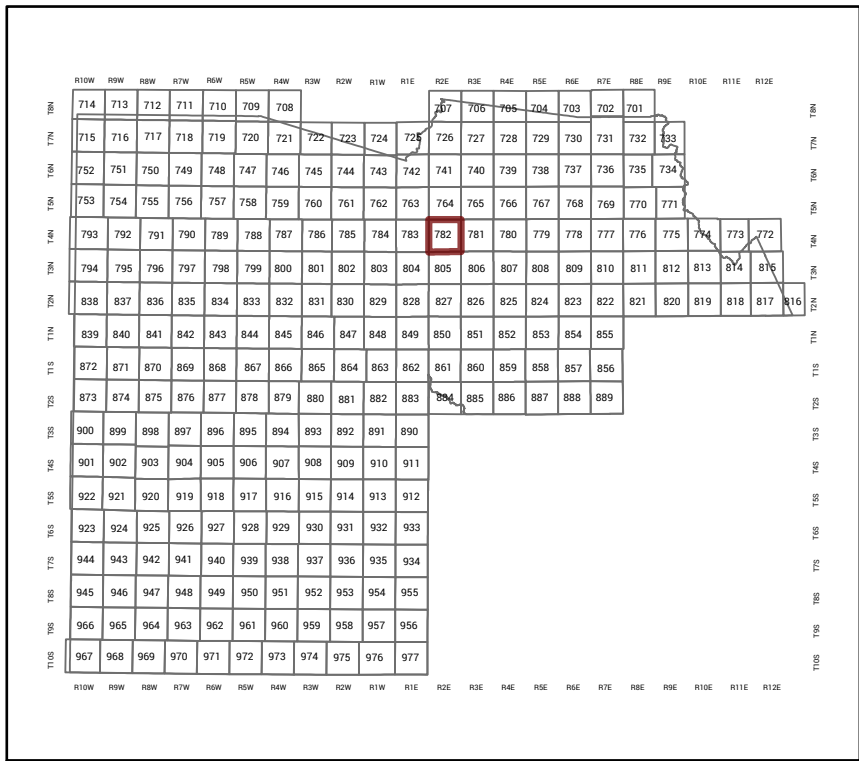 R10W R9W R8W R7W R6W R5W R4W R3W R2W R1W R1E R2E R3E R4E R5E R6E R7E R8E R9E R10E R11E R12E
T8N 714 713 712 711 710 709 708 707 706 705 704 703 702 701 T8N
T7N 715 716 717 718 719 720 721 722 723 724 725 726 727 728 729 730 731 732 733 T7N
T6N 752 751 750 749 748 747 746 745 744 743 742 741 740 739 738 737 736 735 734 T6N
T5N 753 754 755 756 757 758 759 760 761 762 763 764 765 766 767 768 769 770 771 T5N
T4N 793 792 791 790 789 788 787 786 785 784 783 782 781 780 779 778 777 776 775 774 773 772 T4N
T3N 794 795 796 797 798 799 800 801 802 803 804 805 806 807 808 809 810 811 812 813 814 815 T3N
T2N 838 837 836 835 834 833 832 831 830 829 828 827 826 825 824 823 822 821 820 819 818 817 816 T2N
T1N 839 840 841 842 843 844 845 846 847 848 849 850 851 852 853 854 855 T1N
T1S 872 871 870 869 868 867 866 865 864 863 862 861 860 859 858 857 856 T1S
T2S 873 874 875 876 877 878 879 880 881 882 883 884 885 886 887 888 889 T2S
T3S 900 899 898 897 896 895 894 893 892 891 890 T3S
T4S 901 902 903 904 905 906 907 908 909 910 911 T4S
T5S 922 921 920 919 918 917 916 915 914 913 912 T5S
T6S 923 924 925 926 927 928 929 930 931 932 933 T6S
T7S 944 943 942 941 940 939 938 937 936 935 934 T7S
T8S 945 946 947 948 949 950 951 952 953 954 955 T8S
T9S 966 965 964 963 962 961 960 959 958 957 956 T9S
T10S 967 968 969 970 971 972 973 974 975 976 977 T10S
R10W R9W R8W R7W R6W R5W R4W R3W R2W R1W R1E R2E R3E R4E R5E R6E R7E R8E R9E R10E R11E R12E